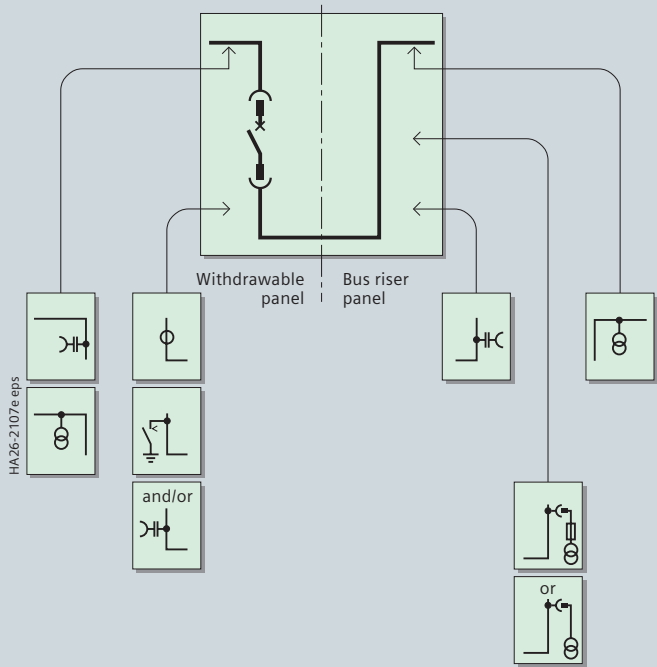 Withdrawable
panel
Bus riser
panel
HA26-2107e eps
and/or
or